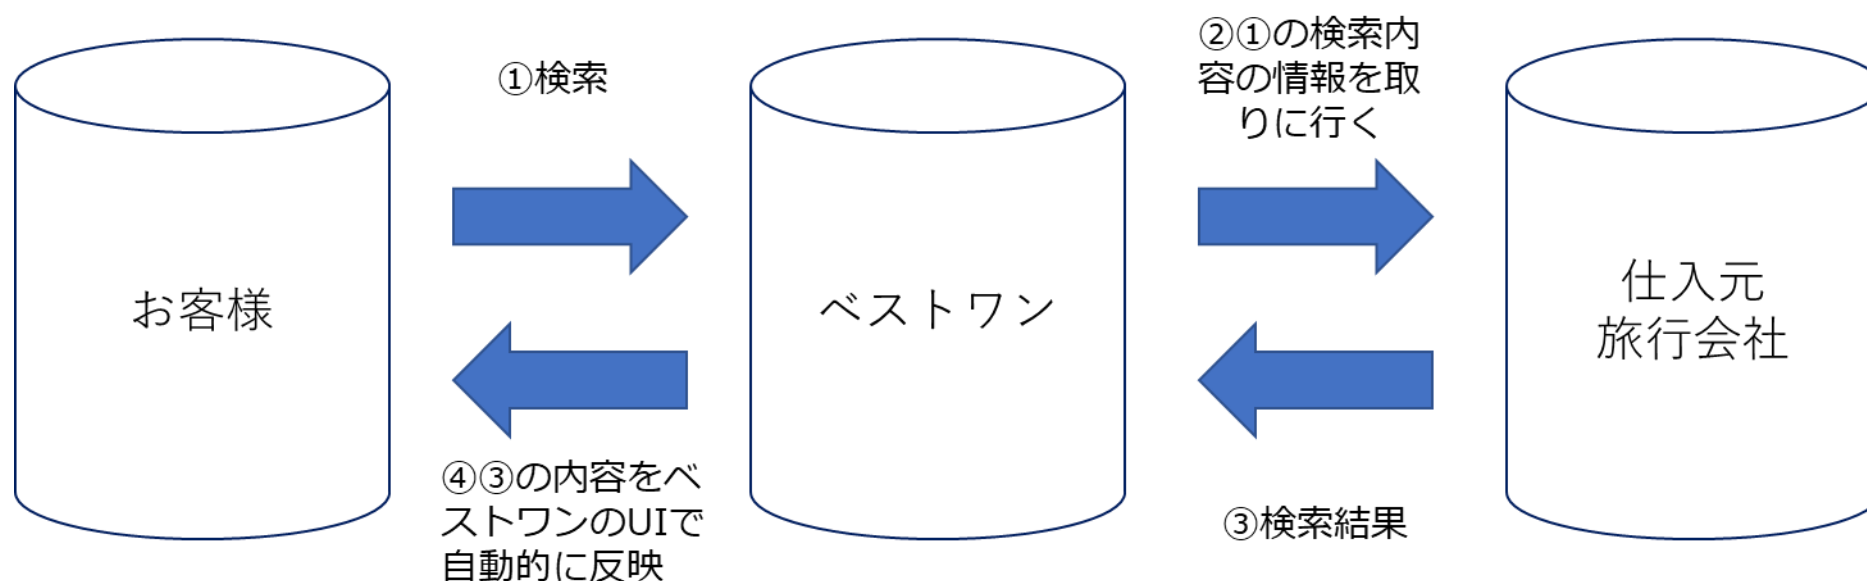 ①検索
②①の検索内
容の情報を取
りに行く
お客様
ベストワン
仕入元
旅行会社
④③の内容をベ
ストワンのUIで
自動的に反映
③検索結果